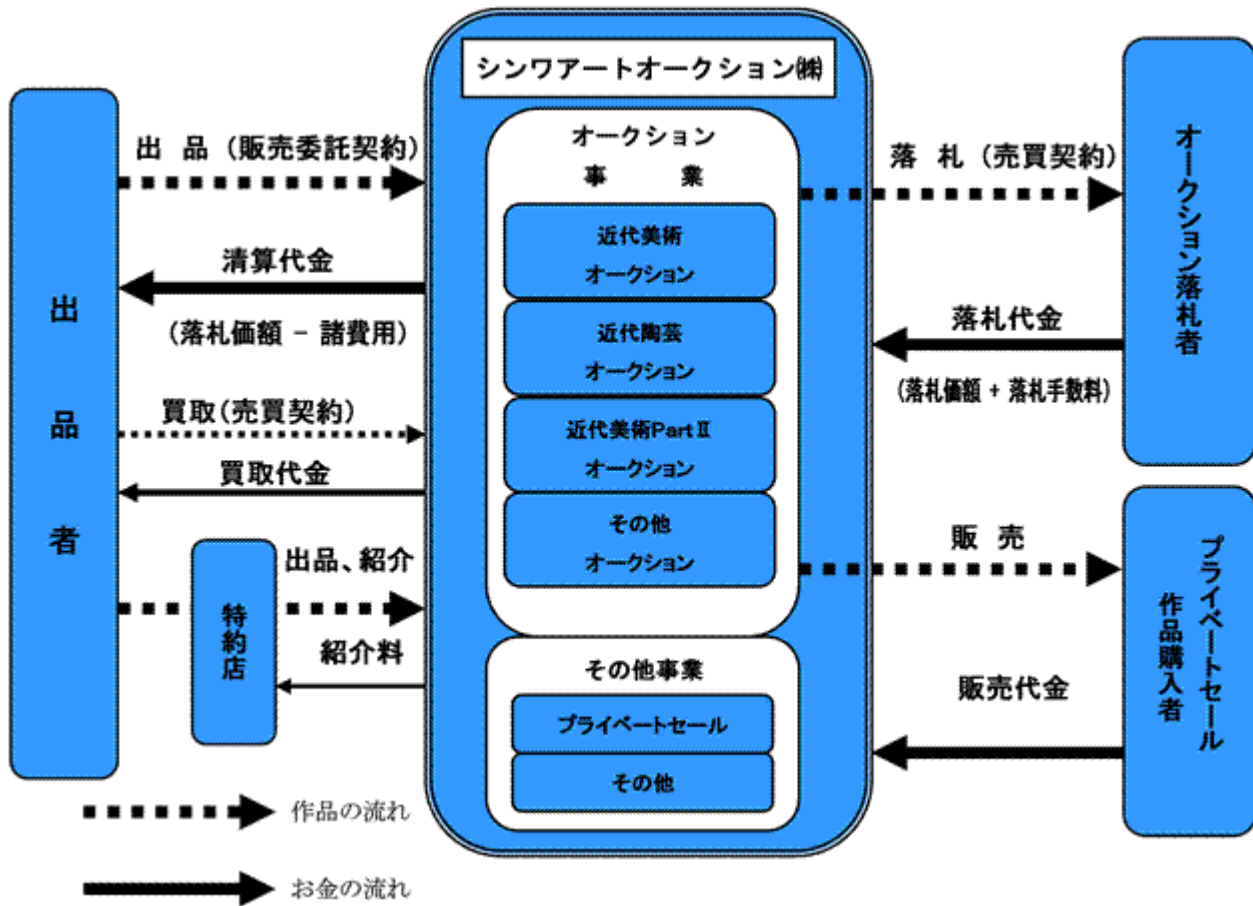 シンワアートオークション㈱
出品者
出 品 (販売委託契約)
清算代金
(落札価額 − 諸費用)
買取(売買契約)
買取代金
特約店
出品、紹介
紹介料
オークション
事 業
近代美術
オークション
近代陶芸
オークション
近代美術PartⅡ
オークション
その他
オークション
その他事業
プライベートセール
その他
落 札 (売買契約)
落札代金
(落札価額 + 落札手数料)
販 売
販売代金
オークション落札者
プライベートセール
作品購入者
作品の流れ
お金の流れ